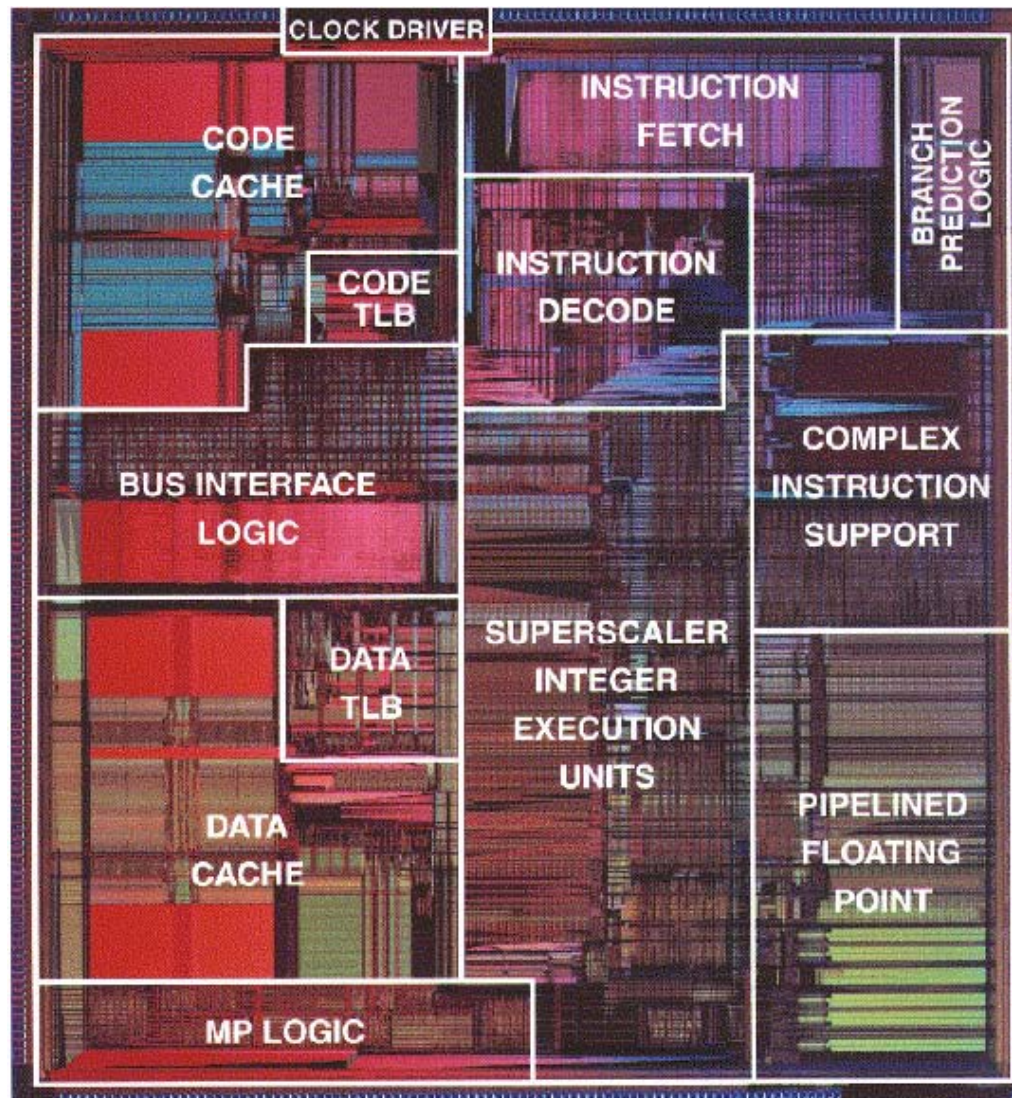 CLOCK DRIVER
CODE
CACHE
CODE
TLB
INSTRUCTION
FETCH
BRANCH
PREDICTION
LOGIC
INSTRUCTION
DECODE
BUS INTERFACE
LOGIC
COMPLEX
INSTRUCTION
SUPPORT
DATA
TLB
SUPERSCALER
INTEGER
EXECUTION
UNITS
DATA
CACHE
PIPELINED
FLOATING
POINT
MP LOGIC